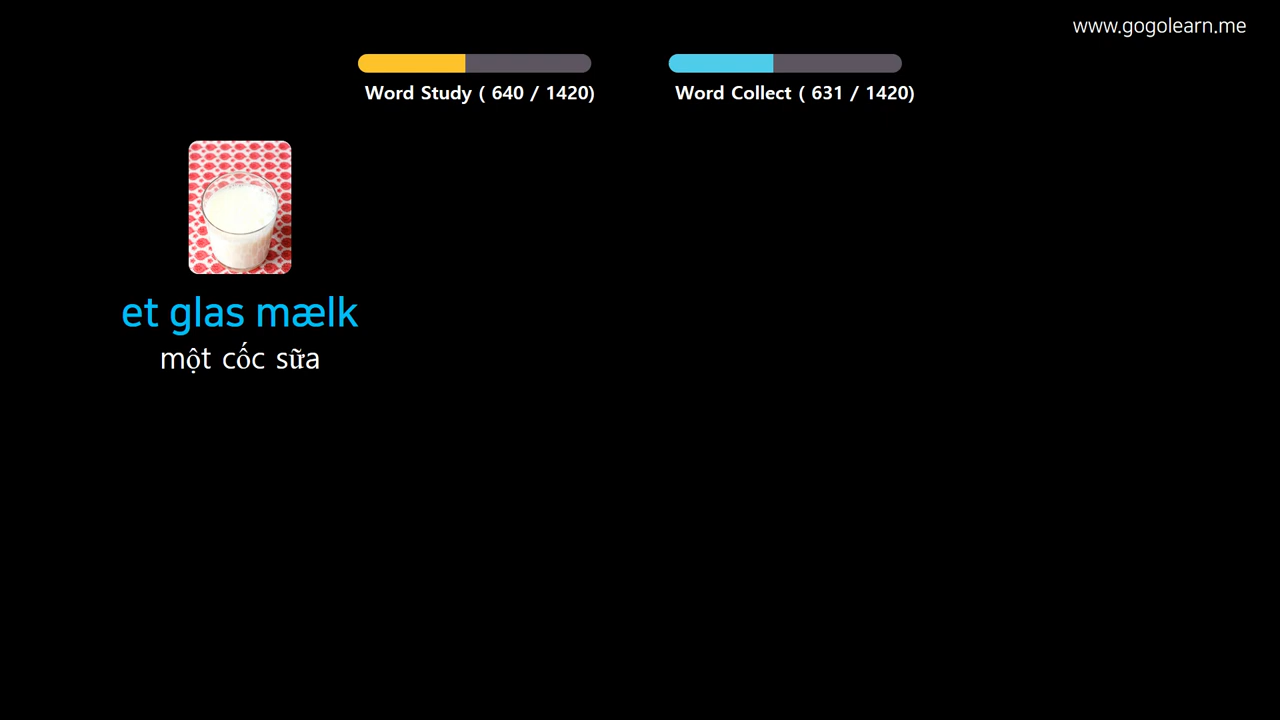 www.gogolearn.me
Word Study ( 640 / 1420)
Word Collect ( 631 / 1420)
et glas mælk
một cốc sữa